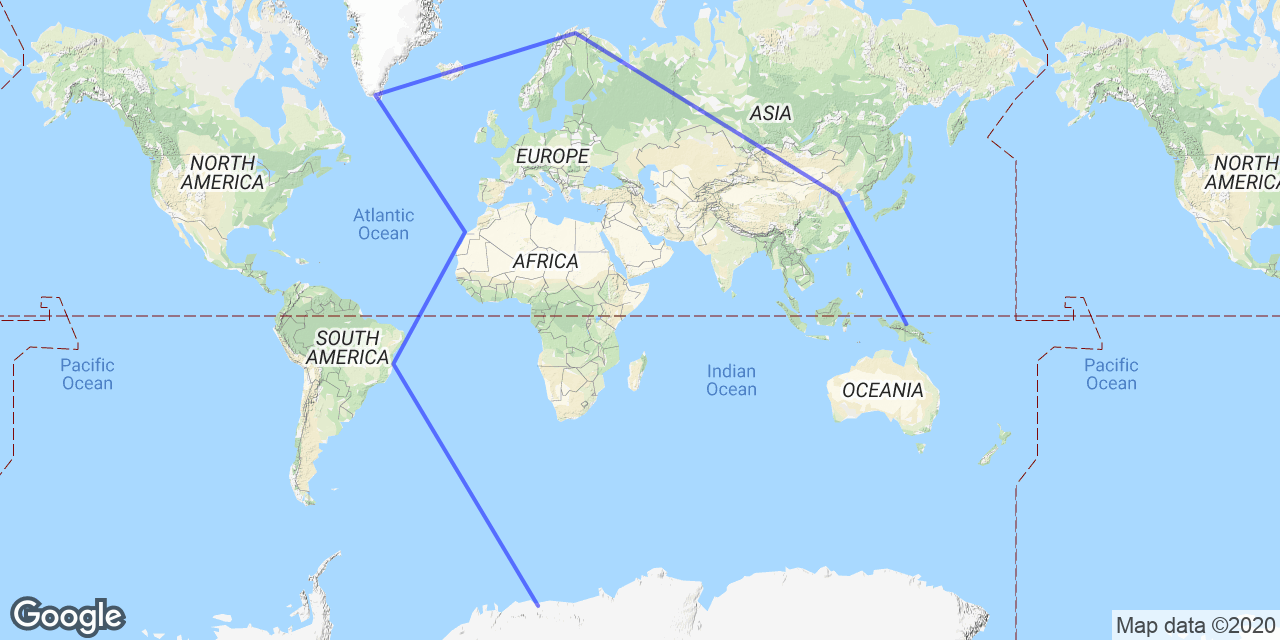 ASIA
EUROPE
NORTH
AMERICA
NORTH
AMERICA
Atlantic
Ocean
AFRICA
SOUTH
AMERICA
Pacific
Ocean
Indian
Ocean
OCEANIA
Pacific
Ocean
Google
Map data ©2020